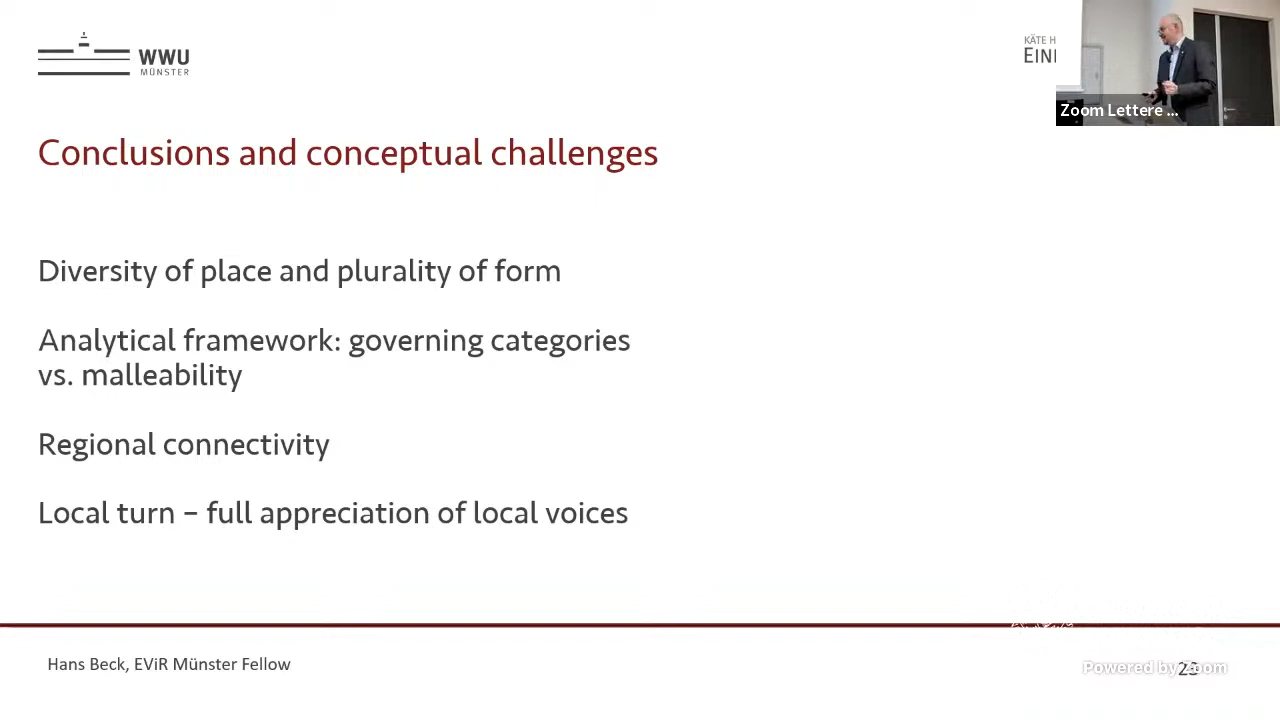 WWU
MÜNSTER
KÄTE H
EINI
Zoom Lettere ...
Conclusions and conceptual challenges
Diversity of place and plurality of form
Analytical framework: governing categories
vs. malleability
Regional connectivity
Local turn – full appreciation of local voices
Hans Beck, EViR Münster Fellow
Powered by Zoom